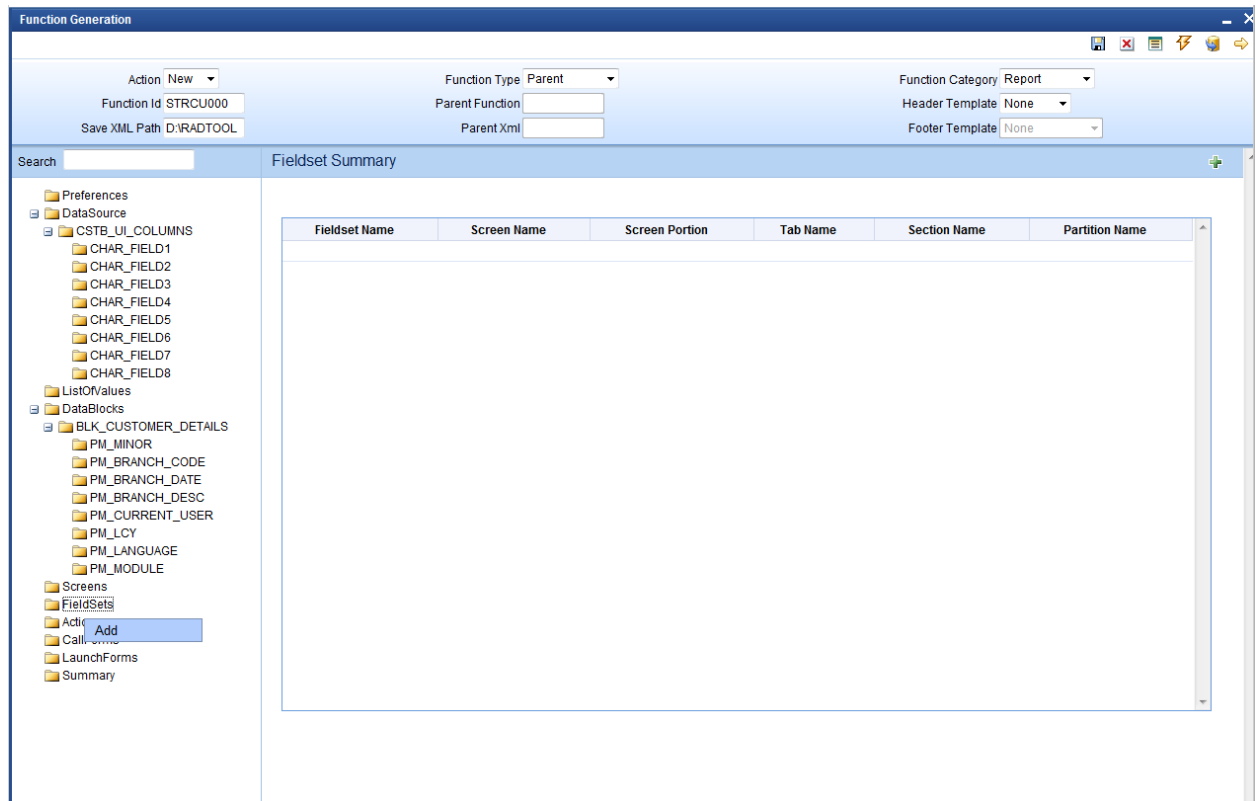 Function Generation
Action New Function Type Parent Function Category Report
Function Id STRCU000 Parent Function Header Template None
Save XML Path D:\RADTOOL Parent Xml Footer Template None
Search Fieldset Summary
Preferences
DataSource
CSTB_UI_COLUMNS
Fieldset Name Screen Name Screen Portion Tab Name Section Name Partition Name
CHAR_FIELD1
CHAR_FIELD2
CHAR_FIELD3
CHAR_FIELD4
CHAR_FIELD5
CHAR_FIELD6
CHAR_FIELD7
CHAR_FIELD8
ListOfValues
DataBlocks
BLK_CUSTOMER_DETAILS
PM_MINOR
PM_BRANCH_CODE
PM_BRANCH_DATE
PM_BRANCH_DESC
PM_CURRENT_USER
PM_LCY
PM_LANGUAGE
PM_MODULE
Screens
FieldSets
Add
LaunchForms
Summary